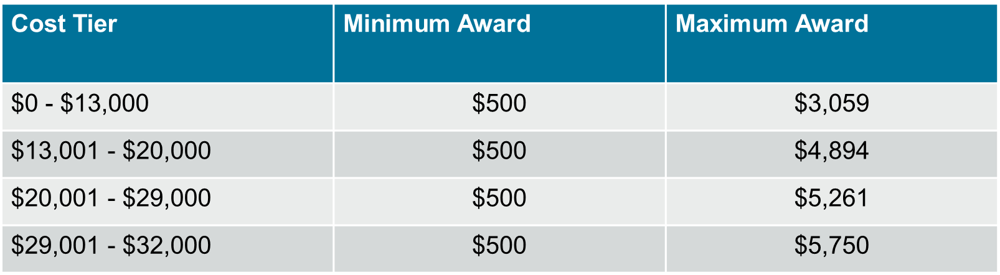 Cost Tier Minimum Award Maximum Award
$0 - $13,000 $500 $3,059
$13,001 - $20,000 $500 $4,894
$20,001 - $29,000 $500 $5,261
$29,001 - $32,000 $500 $5,750